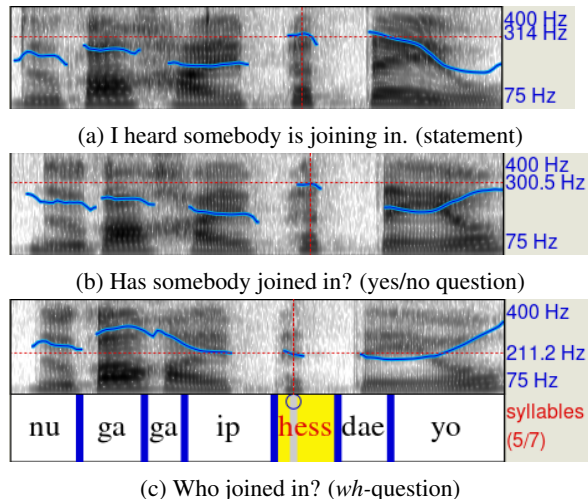 400 Hz
314 Hz
75 Hz
(a) I heard somebody is joining in. (statement)
400 Hz
300.5 Hz
75 Hz
(b) Has somebody joined in? (yes/no question)
400 Hz
211.2 Hz
75 Hz
nu ga ga ip hess dae yo
syllables
(5/7)
(c) Who joined in? (wh-question)